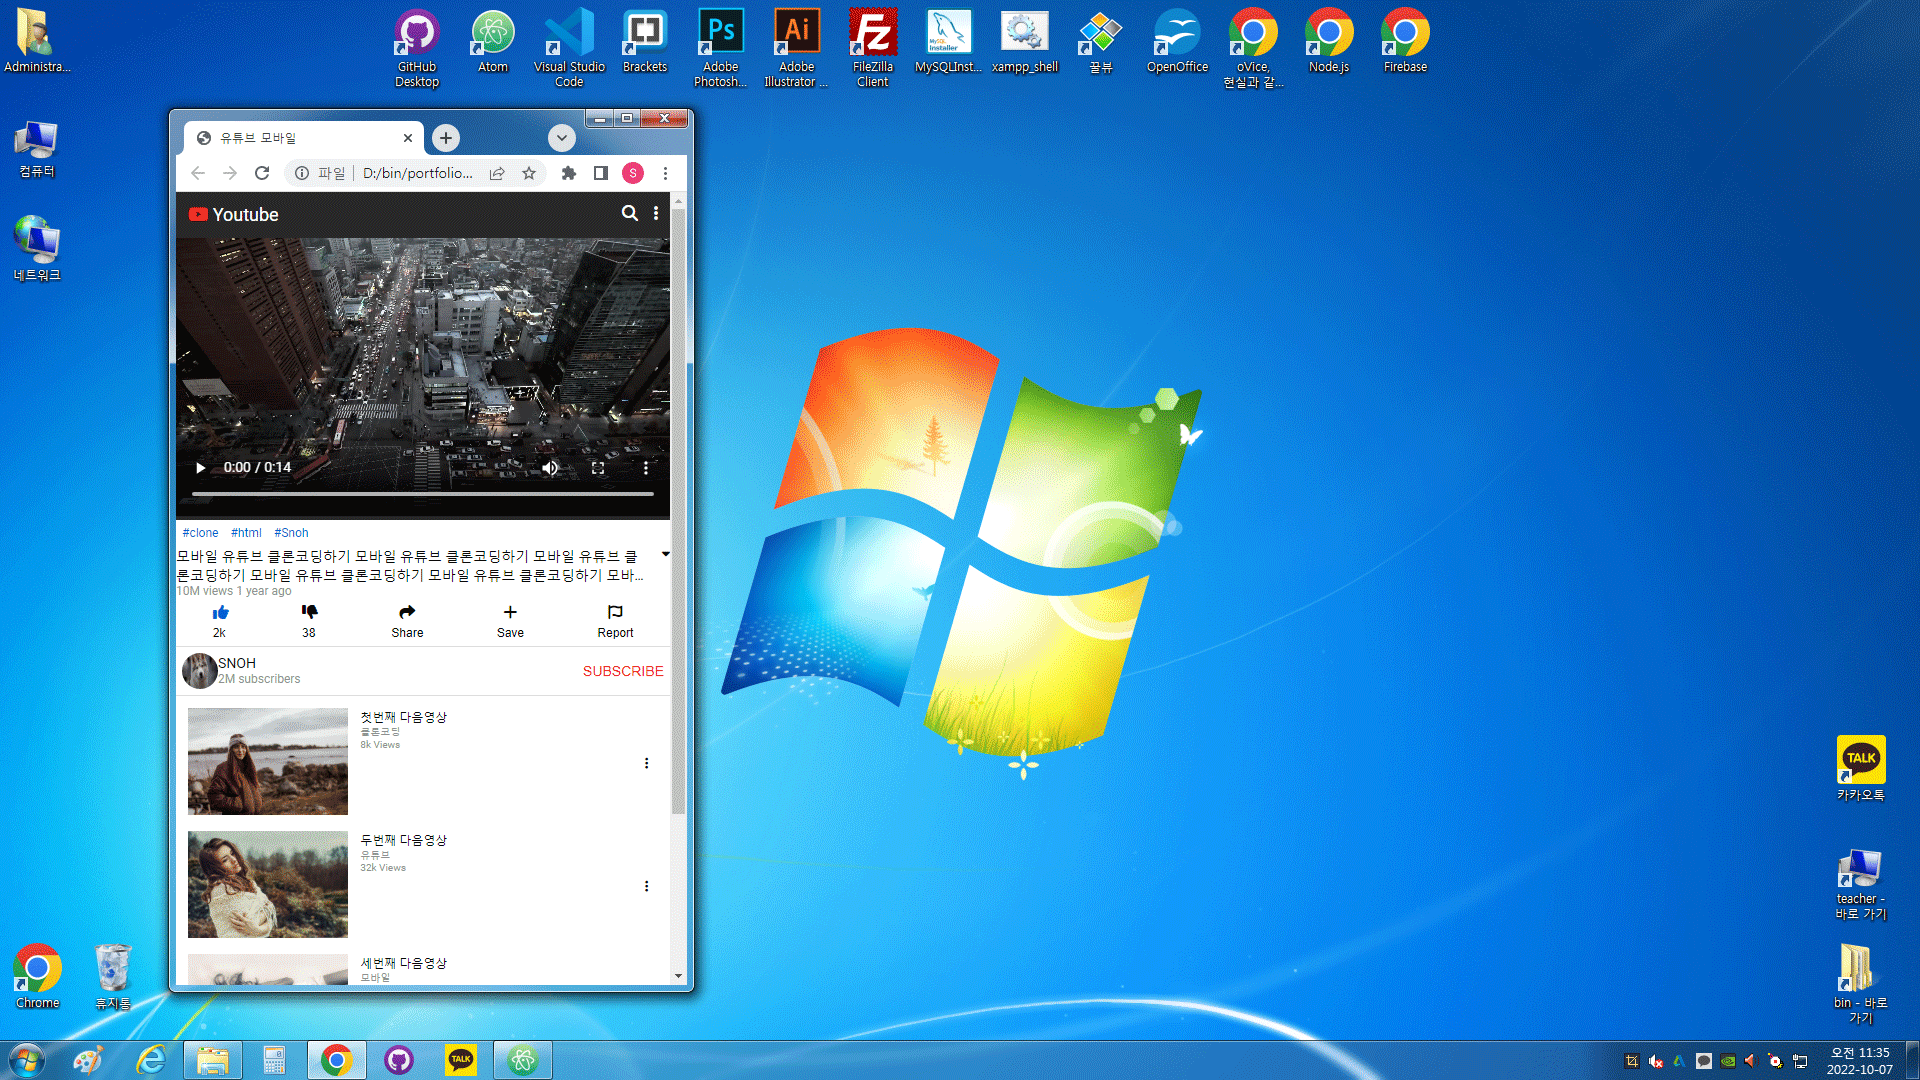 Administra...
GitHub
Desktop
Atom
Visual Studio
Code
Brackets
Adobe
Photosh...
Adobe
Illustrator ...
FileZilla
Client
MySQLInst...
xampp_shell
꿀뷰
OpenOffice
oVice,
현실과 같...
Node.js
Firebase
Ps
Ai
Fz
MySQL
Installer
컴퓨터
네트워크
유튜브 모바일
파일
D:/bin/portfolio...
S
Youtube
0:00 / 0:14
#clone #html #Snoh
모바일 유튜브 클론코딩하기 모바일 유튜브 클론코딩하기 모바일 유튜브 클
론코딩하기 모바일 유튜브 클론코딩하기 모바일 유튜브 클론코딩하기 모바...
10M views 1 year ago
2k
38
Share
Save
Report
SNOH
2M subscribers
SUBSCRIBE
첫번째 다음영상
클론코딩
8k Views
두번째 다음영상
유튜브
32k Views
세번째 다음영상
모바일
TALK
카카오톡
teacher -
바로 가기
bin - 바로
가기
Chrome
휴지통
TALK
오전 11:35
2022-10-07